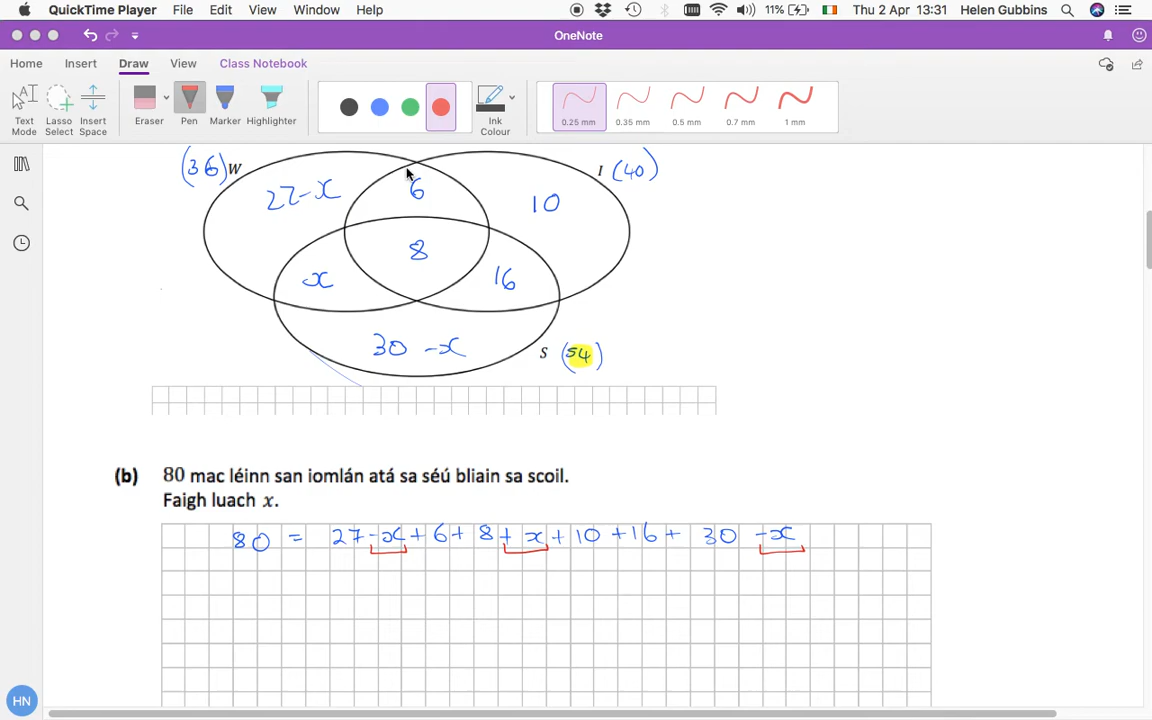 QuickTime Player File Edit View Window Help 11% Thu 2 Apr 13:31 Helen Gubbins
OneNote
Home Insert Draw View Class Notebook
Text Mode Lasso Select Insert Space Eraser Pen Marker Highlighter Ink Colour 0.25 mm 0.35 mm 0.5 mm 0.7 mm 1 mm
(36) W I (40)
27-x 6 10
8
x 16
30 -x S (54)
(b) 80 mac léinn san iomlán atá sa séú bliain sa scoil.
Faigh luach x.
80 = 27-x+6+8+x+10+16+30-x
HN